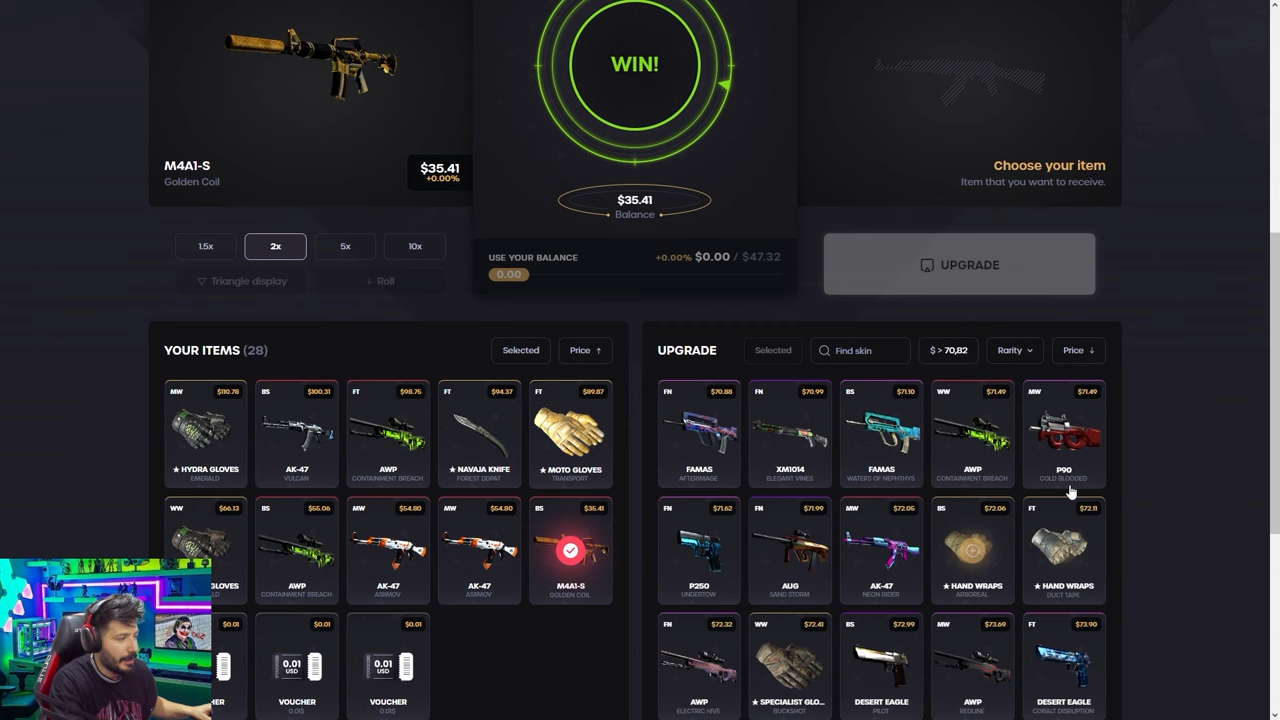 WIN!
M4A1-S
Golden Coil
$35.41
+0.00%
$35.41
Balance
Choose your item
Item that you want to receive.
1.5x
2x
5x
10x
Triangle display
Roll
USE YOUR BALANCE
+0.00% $0.00 / $47.32
0.00
UPGRADE
YOUR ITEMS (28)
Selected
Price ↑
MW $110.78
★ HYDRA GLOVES
EMERALD
BS $100.31
AK-47
VULCAN
FT $98.75
AWP
CONTAINMENT BREACH
FT $94.37
★ NAVAJA KNIFE
FOREST DDPAT
FT $89.87
★ MOTO GLOVES
TRANSPORT
WW $66.13
GLOVES
LD
BS $55.06
AWP
CONTAINMENT BREACH
MW $54.80
AK-47
ASIIMOV
MW $54.80
AK-47
ASIIMOV
BS $35.41
M4A1-S
GOLDEN COIL
$0.01
$0.01
0.01
USD
VOUCHER
0.01$
$0.01
0.01
USD
VOUCHER
0.01$
UPGRADE
Selected
Find skin
$ > 70,82
Rarity
Price ↓
FN $70.88
FAMAS
AFTERIMAGE
FN $70.99
XM1014
ELEGANT VINES
BS $71.10
FAMAS
WATERS OF NEPHTHYS
WW $71.49
AWP
CONTAINMENT BREACH
MW $71.49
P90
COLD BLOODED
FT $71.62
P250
UNDERTOW
FN $71.99
AUG
SAND STORM
MW $72.05
AK-47
NEON RIDER
BS $72.06
★ HAND WRAPS
ARBOREAL
FT $72.11
★ HAND WRAPS
DUCT TAPE
FN $72.32
AWP
ELECTRIC HIVE
WW $72.41
★ SPECIALIST GLO...
BUCKSHOT
BS $72.99
DESERT EAGLE
PILOT
MW $73.69
AWP
REDLINE
FT $73.90
DESERT EAGLE
COBALT DISRUPTION